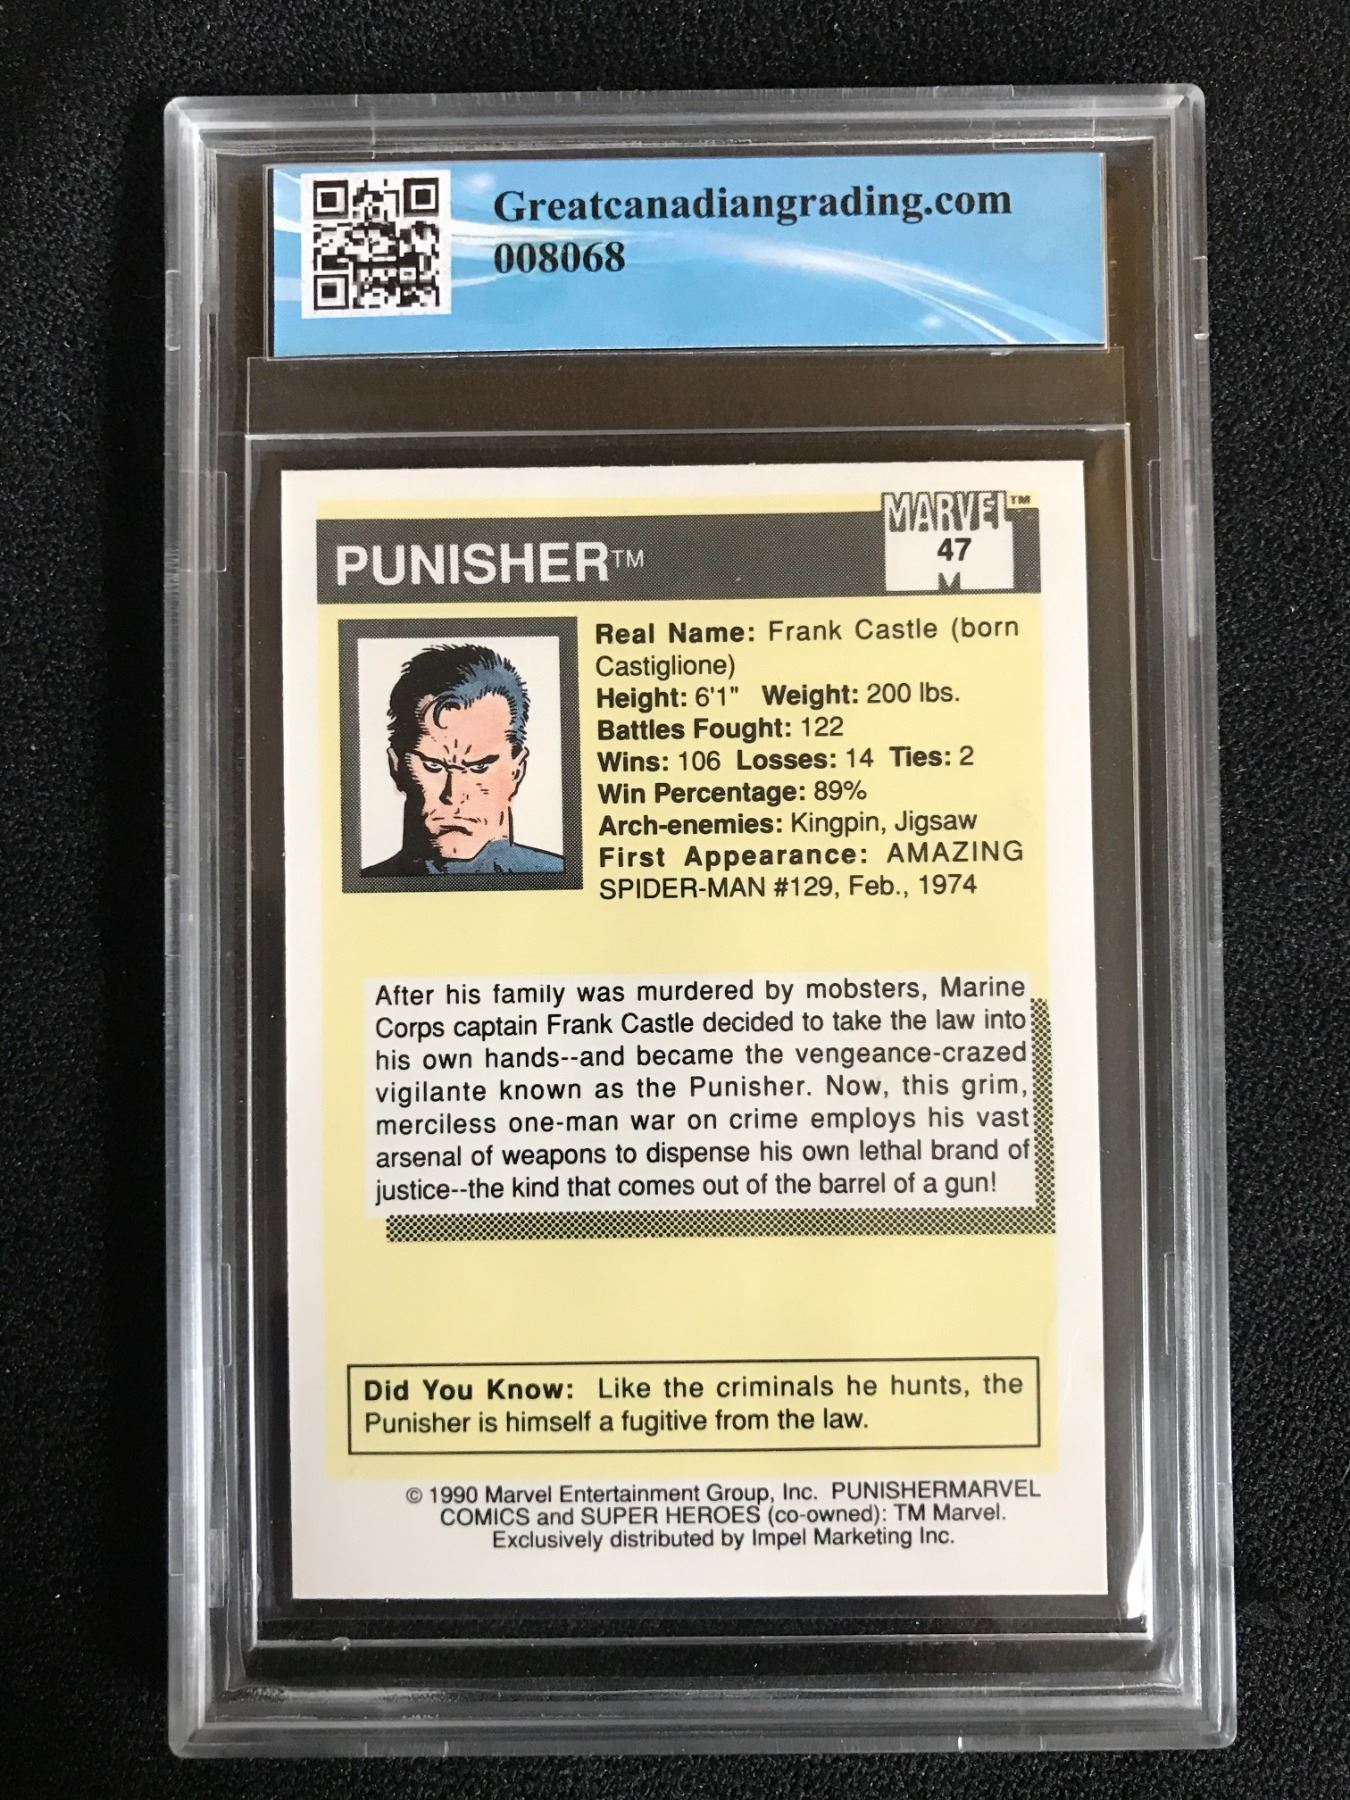 Greatcanadiangrading.com
008068
MARVEL™
PUNISHER™
47
M
Real Name: Frank Castle (born
Castiglione)
Height: 6'1" Weight: 200 lbs.
Battles Fought: 122
Wins: 106 Losses: 14 Ties: 2
Win Percentage: 89%
Arch-enemies: Kingpin, Jigsaw
First Appearance: AMAZING
SPIDER-MAN #129, Feb., 1974
After his family was murdered by mobsters, Marine
Corps captain Frank Castle decided to take the law into
his own hands--and became the vengeance-crazed
vigilante known as the Punisher. Now, this grim,
merciless one-man war on crime employs his vast
arsenal of weapons to dispense his own lethal brand of
justice--the kind that comes out of the barrel of a gun!
Did You Know: Like the criminals he hunts, the
Punisher is himself a fugitive from the law.
© 1990 Marvel Entertainment Group, Inc. PUNISHERMARVEL
COMICS and SUPER HEROES (co-owned): TM Marvel.
Exclusively distributed by Impel Marketing Inc.